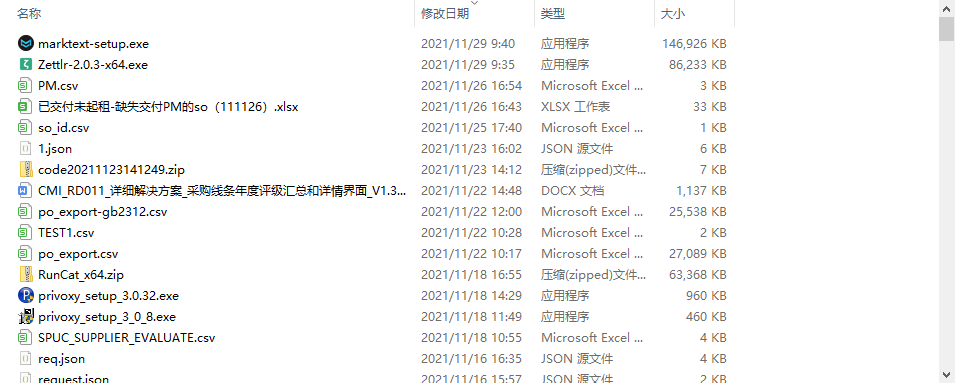 名称 修改日期 类型 大小
marktext-setup.exe 2021/11/29 9:40 应用程序 146,926 KB
Zettlr-2.0.3-x64.exe 2021/11/29 9:35 应用程序 86,233 KB
PM.csv 2021/11/26 16:54 Microsoft Excel ... 3 KB
已交付未起租-缺失交付PM的so（111126）.xlsx 2021/11/26 16:43 XLSX 工作表 33 KB
so_id.csv 2021/11/25 17:40 Microsoft Excel ... 1 KB
1.json 2021/11/23 16:02 JSON 源文件 6 KB
code20211123141249.zip 2021/11/23 14:12 压缩(zipped)文件... 7 KB
CMI_RD011_详细解决方案_采购线条年度评级汇总和详情界面_V1.3... 2021/11/22 14:48 DOCX 文档 1,137 KB
po_export-gb2312.csv 2021/11/22 12:00 Microsoft Excel ... 25,538 KB
TEST1.csv 2021/11/22 10:28 Microsoft Excel ... 2 KB
po_export.csv 2021/11/22 10:17 Microsoft Excel ... 27,089 KB
RunCat_x64.zip 2021/11/18 16:55 压缩(zipped)文件... 63,368 KB
privoxy_setup_3.0.32.exe 2021/11/18 14:29 应用程序 960 KB
privoxy_setup_3_0_8.exe 2021/11/18 11:49 应用程序 460 KB
SPUC_SUPPLIER_EVALUATE.csv 2021/11/18 10:55 Microsoft Excel ... 4 KB
req.json 2021/11/16 16:35 JSON 源文件 4 KB
request.json 2021/11/16 15:57 JSON 源文件 2 KB